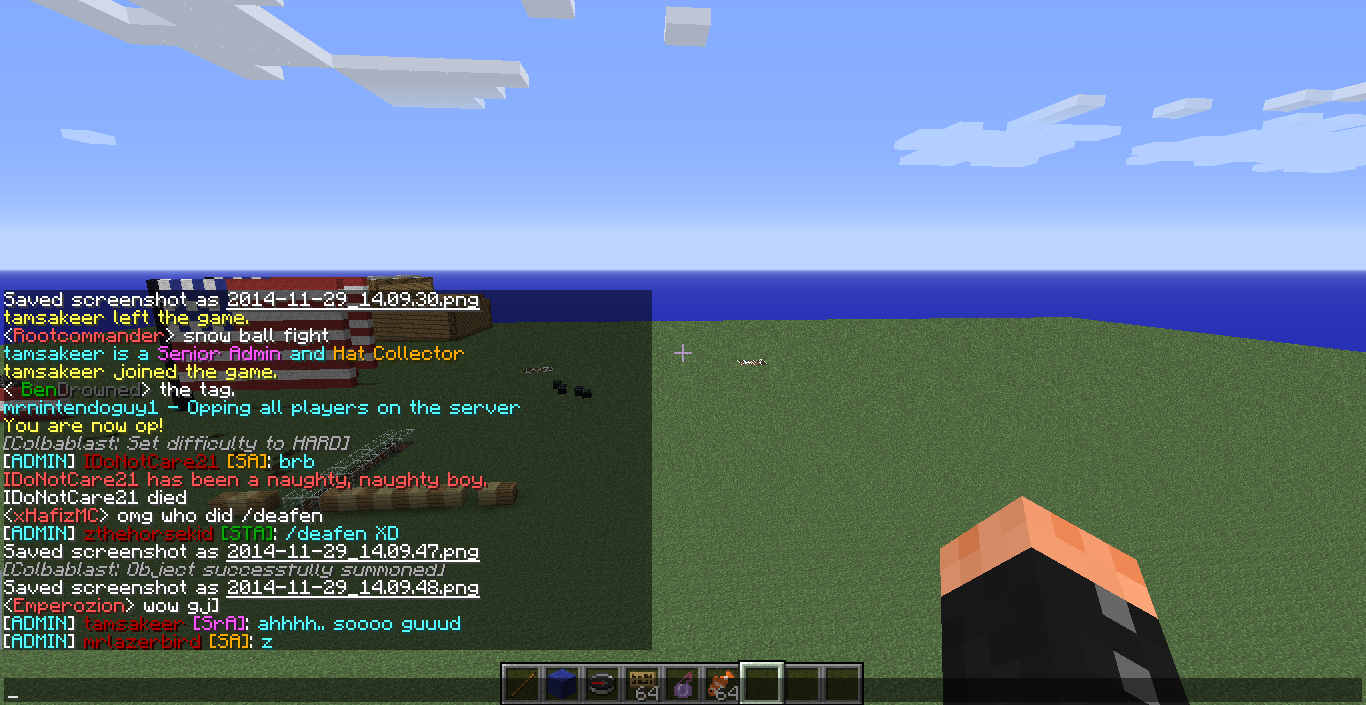 Saved screenshot as 2014-11-29_14.09.30.png
tamsakeer left the game.
<Rootcommander> snow ball fight
tamsakeer is a Senior Admin and Hat Collector
tamsakeer joined the game.
< BenDrowned> the tag.
mrnintendoguy1 - Opping all players on the server
You are now op!
[Colbablast: Set difficulty to HARD]
[ADMIN] IDoNotCare21 [SA]: brb
IDoNotCare21 has been a naughty, naughty boy.
IDoNotCare21 died
<xHafizMC> omg who did /deafen
[ADMIN] zthehorsekid [STA]: /deafen XD
Saved screenshot as 2014-11-29_14.09.47.png
[Colbablast: Object successfully summoned]
Saved screenshot as 2014-11-29_14.09.48.png
<Emperozion> wow g.j]
[ADMIN] tamsakeer [SrA]: ahhhh.. soooo guuud
[ADMIN] mrlazerbird [SA]: z
64 64
_